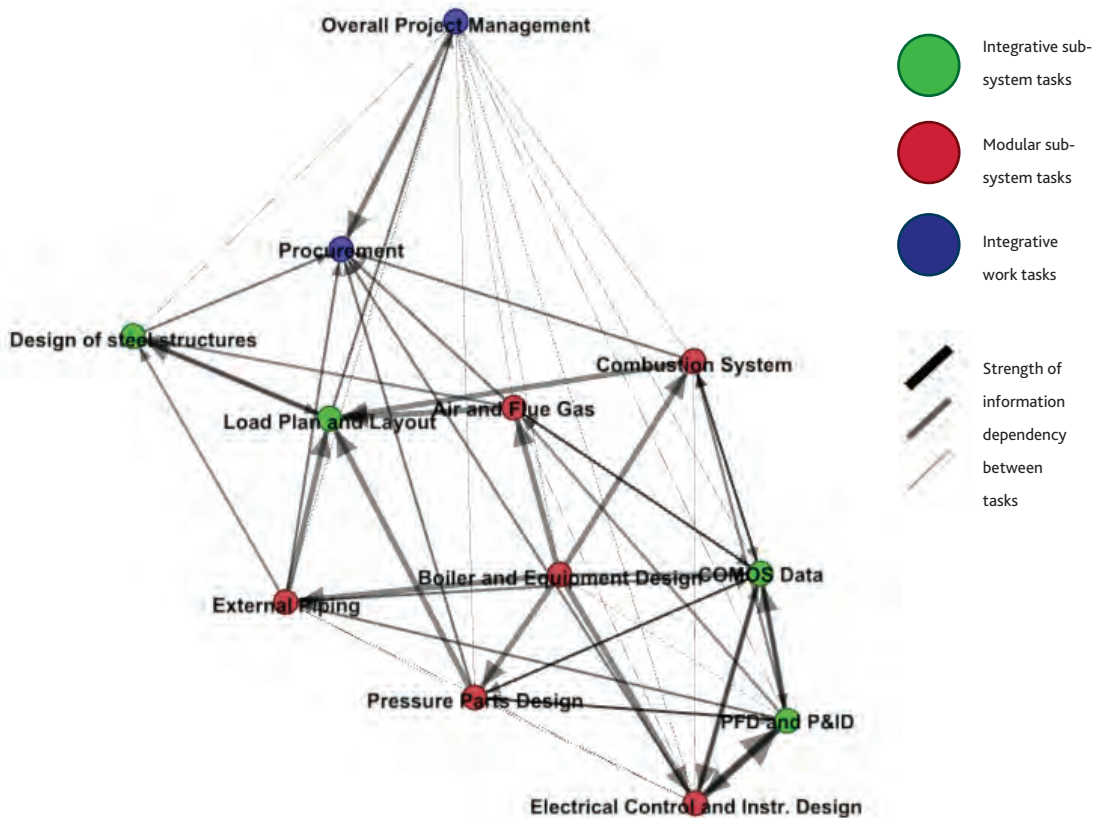 Overall Project Management
Procurement
Design of steel structures
Combustion System
Air and Flue Gas
Load Plan and Layout
Boiler and Equipment Design
COMOS Data
External Piping
Pressure Parts Design
PFD and P&ID
Electrical Control and Instr. Design
Integrative sub-
system tasks
Modular sub-
system tasks
Integrative
work tasks
Strength of
information
dependency
between
tasks